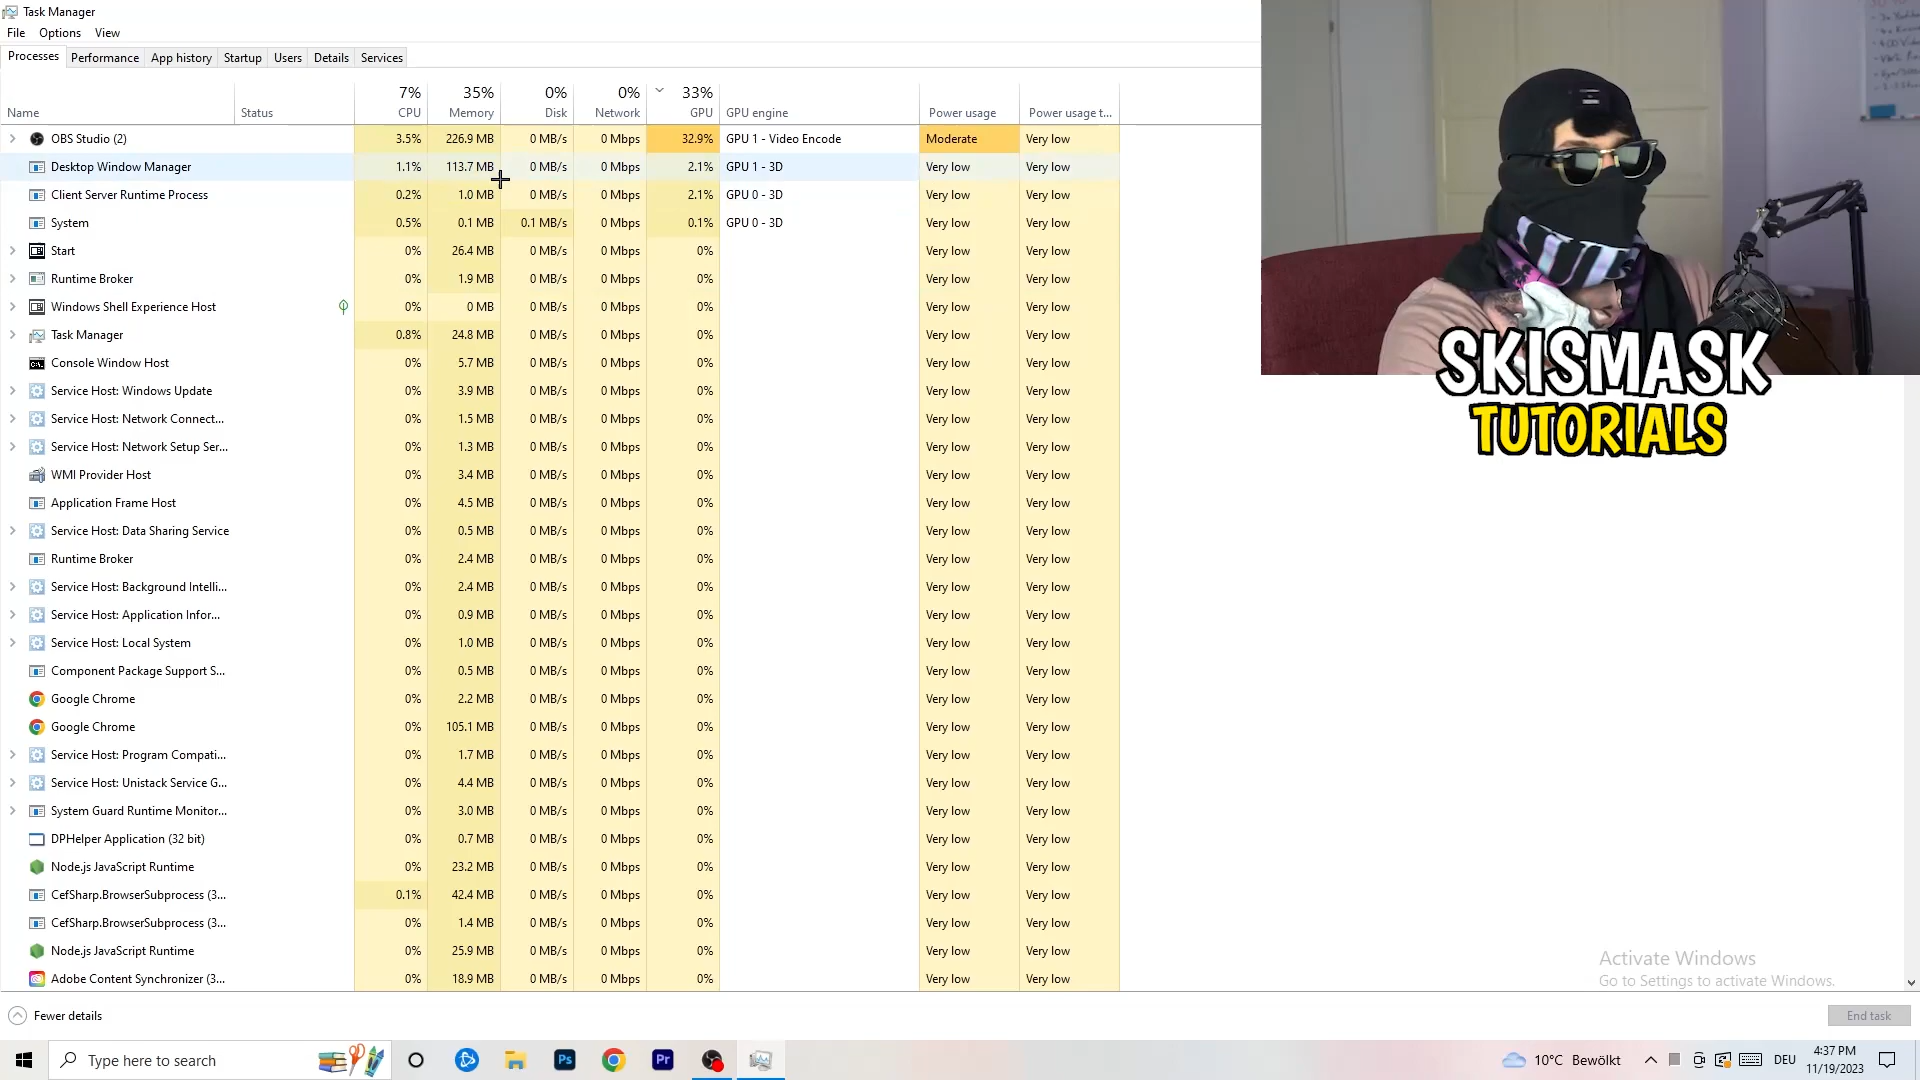 Task Manager
File Options View
Processes Performance App history Startup Users Details Services
7% 35% 0% 0% 33%
Name Status CPU Memory Disk Network GPU GPU engine Power usage Power usage t...
OBS Studio (2) 3.5% 226.9 MB 0 MB/s 0 Mbps 32.9% GPU 1 - Video Encode Moderate Very low
Desktop Window Manager 1.1% 113.7 MB 0 MB/s 0 Mbps 2.1% GPU 1 - 3D Very low Very low
Client Server Runtime Process 0.2% 1.0 MB 0 MB/s 0 Mbps 2.1% GPU 0 - 3D Very low Very low
System 0.5% 0.1 MB 0.1 MB/s 0 Mbps 0.1% GPU 0 - 3D Very low Very low
Start 0% 26.4 MB 0 MB/s 0 Mbps 0% Very low Very low
Runtime Broker 0% 1.9 MB 0 MB/s 0 Mbps 0% Very low Very low
Windows Shell Experience Host 0% 0 MB 0 MB/s 0 Mbps 0% Very low Very low
Task Manager 0.8% 24.8 MB 0 MB/s 0 Mbps 0% Very low Very low
Console Window Host 0% 5.7 MB 0 MB/s 0 Mbps 0% Very low Very low
Service Host: Windows Update 0% 3.9 MB 0 MB/s 0 Mbps 0% Very low Very low
Service Host: Network Connect... 0% 1.5 MB 0 MB/s 0 Mbps 0% Very low Very low
Service Host: Network Setup Ser... 0% 1.3 MB 0 MB/s 0 Mbps 0% Very low Very low
WMI Provider Host 0% 3.4 MB 0 MB/s 0 Mbps 0% Very low Very low
Application Frame Host 0% 4.5 MB 0 MB/s 0 Mbps 0% Very low Very low
Service Host: Data Sharing Service 0% 0.5 MB 0 MB/s 0 Mbps 0% Very low Very low
Runtime Broker 0% 2.4 MB 0 MB/s 0 Mbps 0% Very low Very low
Service Host: Background Intelli... 0% 2.4 MB 0 MB/s 0 Mbps 0% Very low Very low
Service Host: Application Infor... 0% 0.9 MB 0 MB/s 0 Mbps 0% Very low Very low
Service Host: Local System 0% 1.0 MB 0 MB/s 0 Mbps 0% Very low Very low
Component Package Support S... 0% 0.5 MB 0 MB/s 0 Mbps 0% Very low Very low
Google Chrome 0% 2.2 MB 0 MB/s 0 Mbps 0% Very low Very low
Google Chrome 0% 105.1 MB 0 MB/s 0 Mbps 0% Very low Very low
Service Host: Program Compati... 0% 1.7 MB 0 MB/s 0 Mbps 0% Very low Very low
Service Host: Unistack Service G... 0% 4.4 MB 0 MB/s 0 Mbps 0% Very low Very low
System Guard Runtime Monitor... 0% 3.0 MB 0 MB/s 0 Mbps 0% Very low Very low
DPHelper Application (32 bit) 0% 0.7 MB 0 MB/s 0 Mbps 0% Very low Very low
Node.js JavaScript Runtime 0% 23.2 MB 0 MB/s 0 Mbps 0% Very low Very low
CefSharp.BrowserSubprocess (3... 0.1% 42.4 MB 0 MB/s 0 Mbps 0% Very low Very low
CefSharp.BrowserSubprocess (3... 0% 1.4 MB 0 MB/s 0 Mbps 0% Very low Very low
Node.js JavaScript Runtime 0% 25.9 MB 0 MB/s 0 Mbps 0% Very low Very low
Adobe Content Synchronizer (3... 0% 18.9 MB 0 MB/s 0 Mbps 0% Very low Very low
SKISMASK
TUTORIALS
Activate Windows
Go to Settings to activate Windows.
Fewer details End task
Type here to search Ps Pr 10°C Bewölkt DEU 4:37 PM
11/19/2023